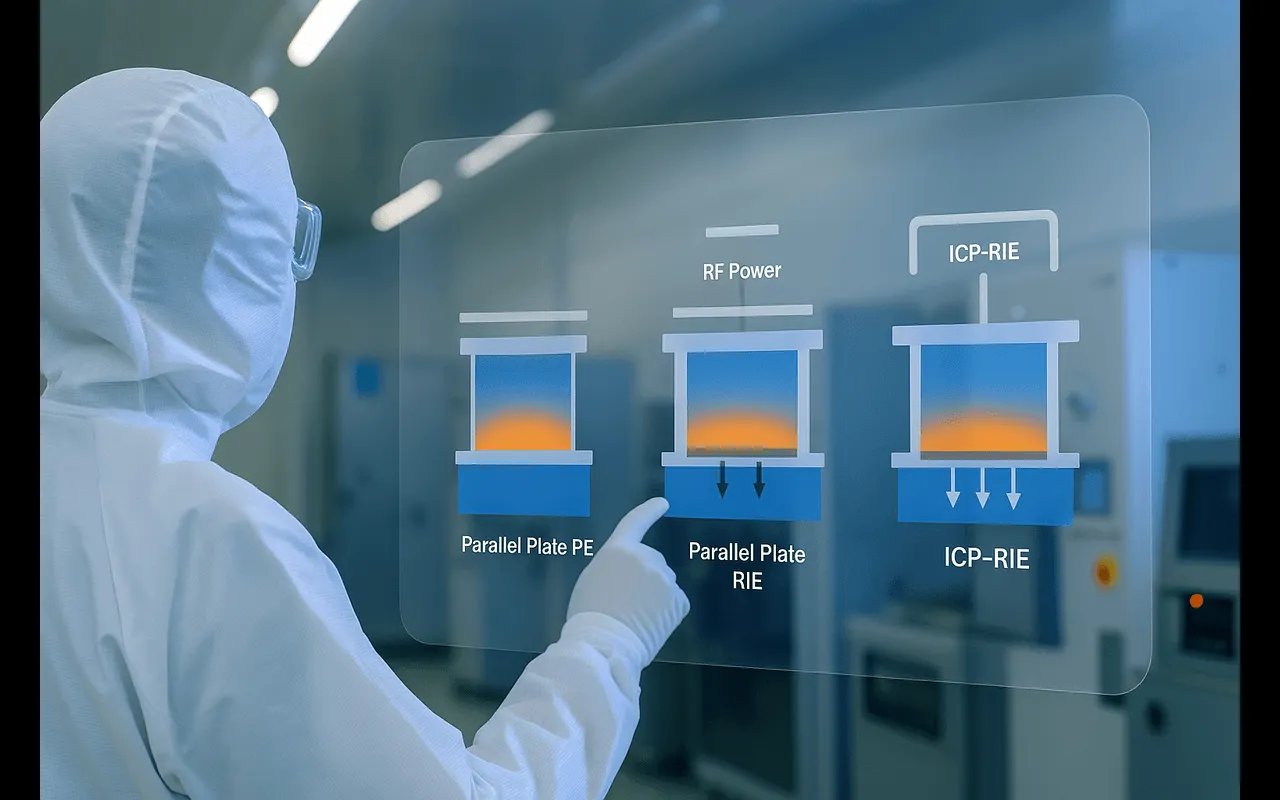 RF Power
ICP-RIE
Parallel Plate PE
Parallel Plate
RIE
ICP–RIE